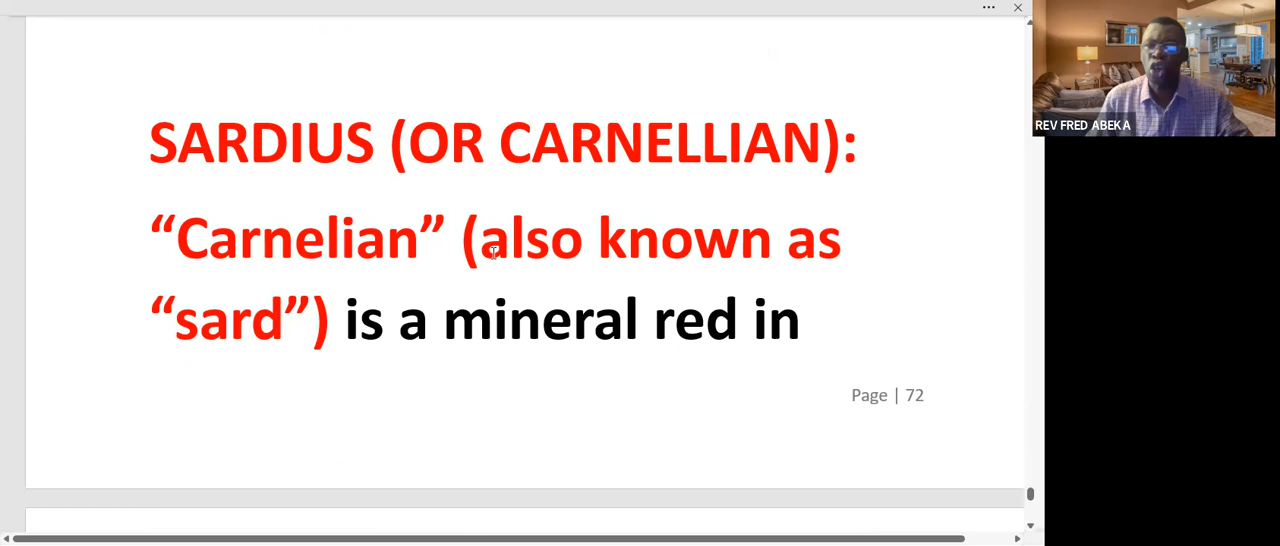 SARDIUS (OR CARNELLIAN):
“Carnelian” (also known as
“sard”) is a mineral red in
Page | 72
REV FRED ABEKA